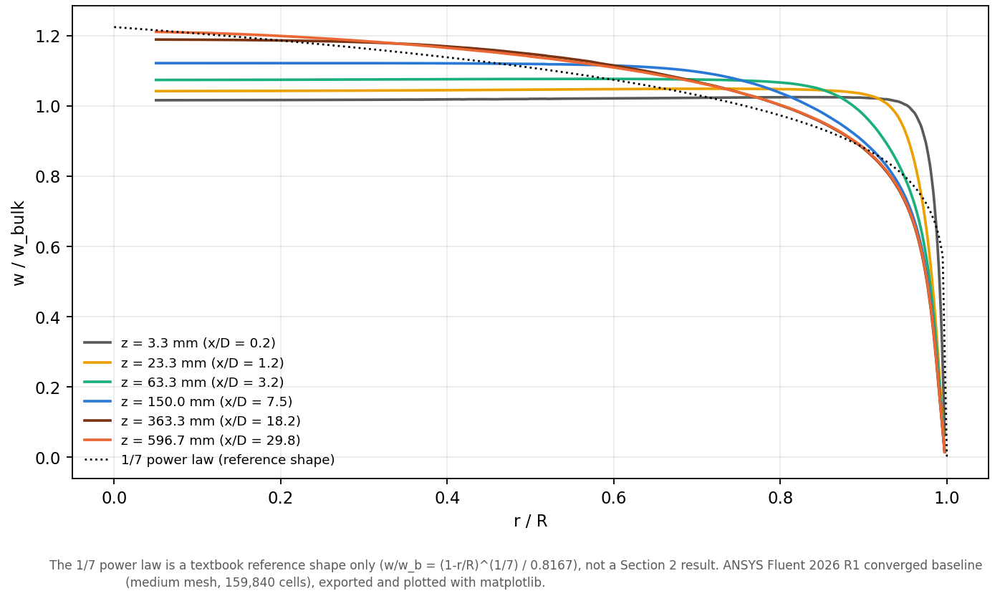 1.2
1.0
0.8
0.6
0.4
0.2
0.0
w / w_bulk
z = 3.3 mm (x/D = 0.2)
z = 23.3 mm (x/D = 1.2)
z = 63.3 mm (x/D = 3.2)
z = 150.0 mm (x/D = 7.5)
z = 363.3 mm (x/D = 18.2)
z = 596.7 mm (x/D = 29.8)
1/7 power law (reference shape)
0.0 0.2 0.4 0.6 0.8 1.0
r / R
The 1/7 power law is a textbook reference shape only (w/w_b = (1-r/R)^(1/7) / 0.8167), not a Section 2 result. ANSYS Fluent 2026 R1 converged baseline
(medium mesh, 159,840 cells), exported and plotted with matplotlib.